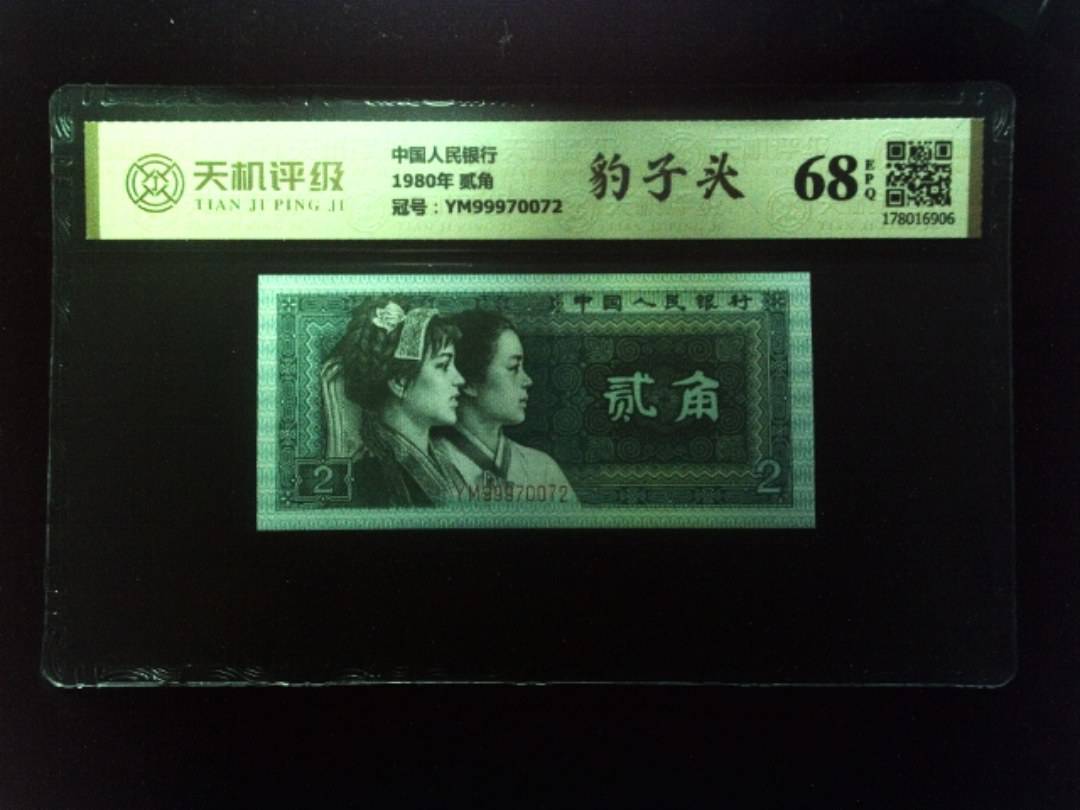 天机评级
TIAN JI PING JI
中国人民银行
1980年 贰角
冠号：YM99970072
豹子头
68
EPQ
178016906
中国人民银行
贰角
2
2
YM99970072